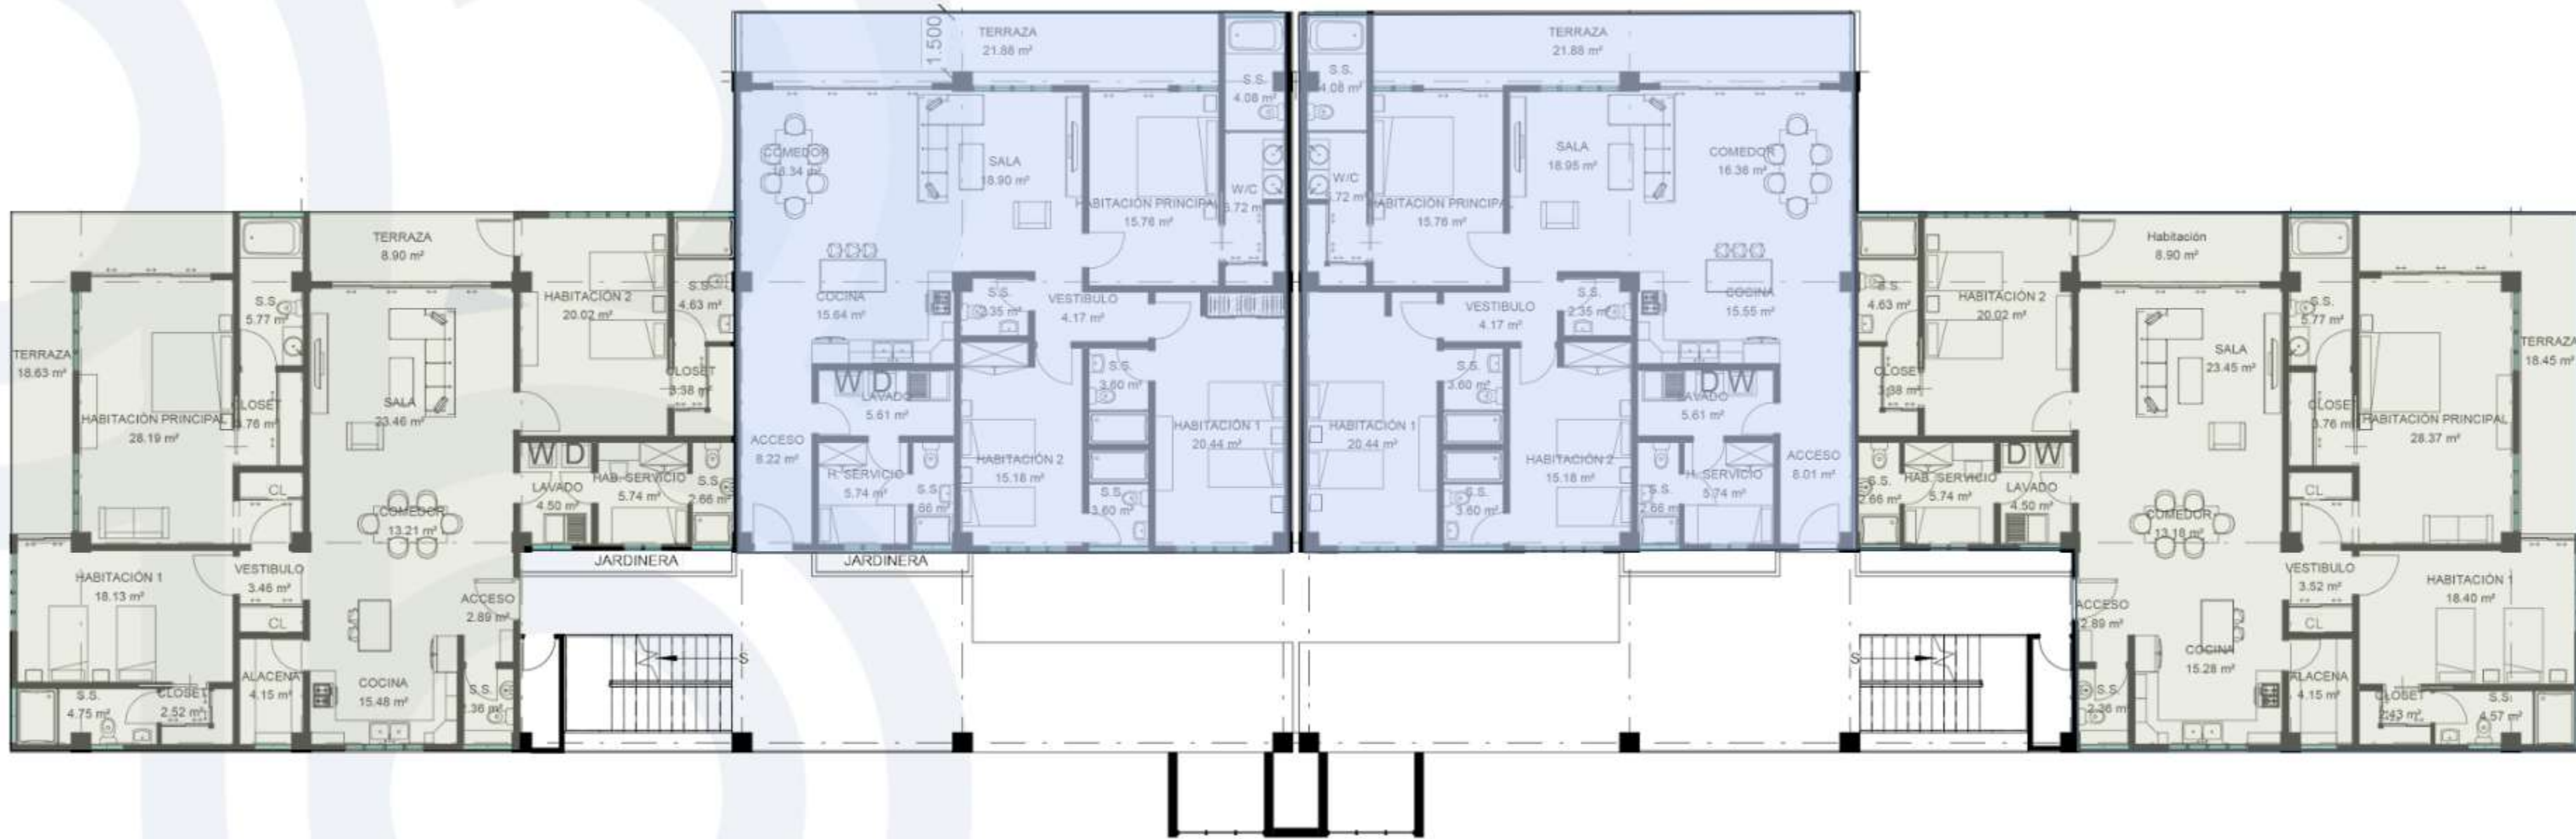 TERRAZA
18.63 m²
HABITACIÓN PRINCIPAL
28.19 m²
S.S.
5.77 m²
CL
HABITACIÓN 1
18.13 m²
VESTIBULO
3.46 m²
CL
S.S.
4.75 m²
CLOSET
2.52 m²
ALACENA
4.15 m²
TERRAZA
8.90 m²
SALA
23.46 m²
COMEDOR
13.21 m²
COCINA
15.48 m²
ACCESO
2.89 m²
S.S.
HABITACIÓN 2
20.02 m²
S.S.
4.63 m²
CLOSET
3.38 m²
W D
LAVADO
4.50 m²
HAB. SERVICIO
5.74 m²
S.S.
2.66 m²
JARDINERA
S
1.500
TERRAZA
21.88 m²
S.S.
4.08 m²
COMEDOR
SALA
18.90 m²
HABITACIÓN PRINCIPAL
15.76 m²
W/C
COCINA
15.64 m²
S.S.
VESTIBULO
4.17 m²
W D
LAVADO
5.61 m²
S.S.
3.60 m²
ACCESO
8.22 m²
H. SERVICIO
5.74 m²
S.S.
HABITACIÓN 2
15.18 m²
S.S.
3.60 m²
HABITACIÓN 1
20.44 m²
JARDINERA
TERRAZA
21.88 m²
S.S.
4.08 m²
W/C
HABITACIÓN PRINCIPAL
15.76 m²
SALA
18.95 m²
COMEDOR
16.36 m²
VESTIBULO
4.17 m²
S.S.
2.35 m²
COCINA
15.55 m²
S.S.
3.60 m²
D W
LAVADO
5.61 m²
HABITACIÓN 1
20.44 m²
S.S.
3.60 m²
HABITACIÓN 2
15.18 m²
S.S.
2.66 m²
H. SERVICIO
5.74 m²
ACCESO
8.01 m²
S
S.S.
4.63 m²
HABITACIÓN 2
20.02 m²
CLOSET
3.38 m²
S.S.
2.66 m²
HAB. SERVICIO
5.74 m²
D W
LAVADO
4.50 m²
Habitación
8.90 m²
SALA
23.45 m²
COMEDOR
13.18 m²
ACCESO
2.89 m²
S.S.
COCINA
15.28 m²
S.S.
5.77 m²
CL
VESTIBULO
3.52 m²
CL
ALACENA
4.15 m²
TERRAZA
18.45 m²
HABITACIÓN PRINCIPAL
28.37 m²
HABITACIÓN 1
18.40 m²
CLOSET
2.43 m²
S.S.
4.57 m²